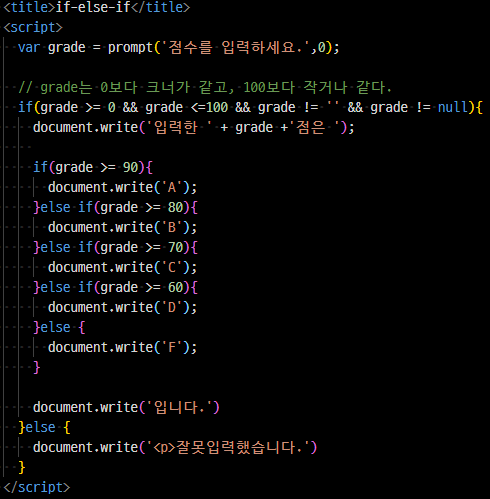 <title>if-else-if</title>
<script>
var grade = prompt('점수를 입력하세요.',0);
// grade는 0보다 크너가 같고, 100보다 작거나 같다.
if(grade >= 0 && grade <=100 && grade != '' && grade != null){
document.write('입력한 ' + grade +'점은 ');
if(grade >= 90){
document.write('A');
}else if(grade >= 80){
document.write('B');
}else if(grade >= 70){
document.write('C');
}else if(grade >= 60){
document.write('D');
}else {
document.write('F');
}
document.write('입니다.')
}else {
document.write('<p>잘못입력했습니다.')
}
</script>